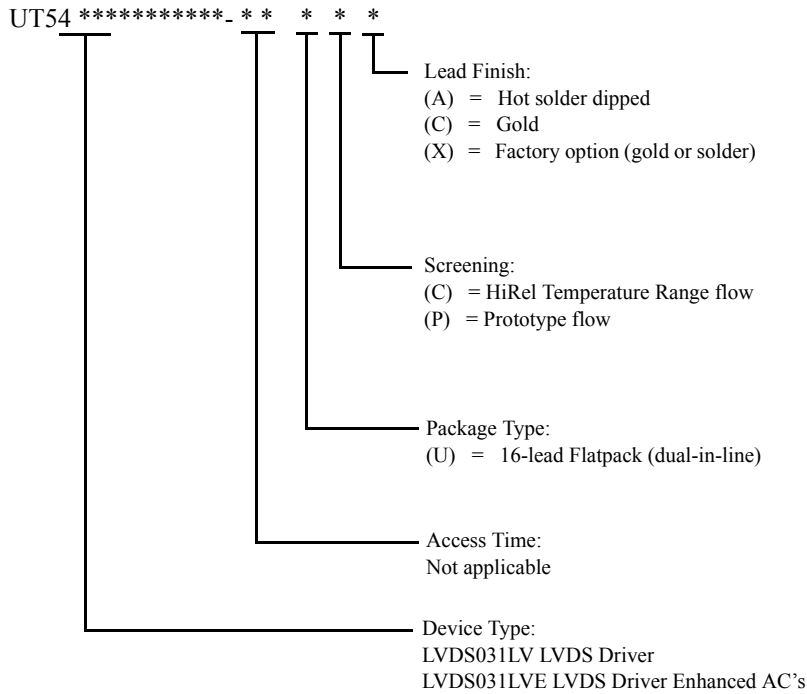 UT54 ***********- * * * * *
Lead Finish:
(A) = Hot solder dipped
(C) = Gold
(X) = Factory option (gold or solder)
Screening:
(C) = HiRel Temperature Range flow
(P) = Prototype flow
Package Type:
(U) = 16-lead Flatpack (dual-in-line)
Access Time:
Not applicable
Device Type:
LVDS031LV LVDS Driver
LVDS031LVE LVDS Driver Enhanced AC's